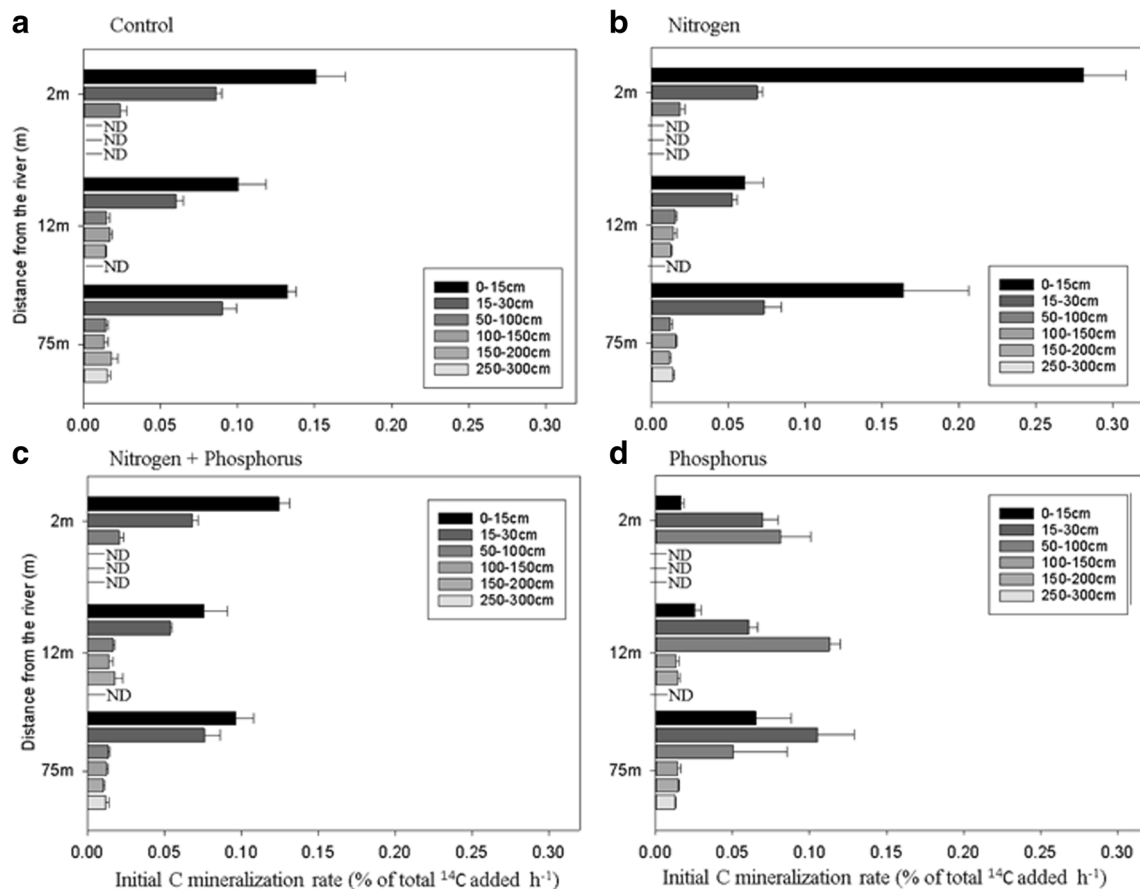 a Control
Distance from the river (m)
2m
ND
ND
ND
12m
ND
75m
0-15cm
15-30cm
50-100cm
100-150cm
150-200cm
250-300cm
0.00 0.05 0.10 0.15 0.20 0.25 0.30
b Nitrogen
2m
ND
ND
ND
12m
ND
75m
0-15cm
15-30cm
50-100cm
100-150cm
150-200cm
250-300cm
0.00 0.05 0.10 0.15 0.20 0.25 0.30
c Nitrogen + Phosphorus
Distance from the river (m)
2m
ND
ND
ND
12m
ND
75m
0-15cm
15-30cm
50-100cm
100-150cm
150-200cm
250-300cm
0.00 0.05 0.10 0.15 0.20 0.25 0.30
Initial C mineralization rate (% of total ¹⁴C added h⁻¹)
d Phosphorus
2m
ND
ND
ND
12m
ND
75m
0-15cm
15-30cm
50-100cm
100-150cm
150-200cm
250-300cm
0.00 0.05 0.10 0.15 0.20 0.25 0.30
Initial C mineralization rate (% of total ¹⁴C added h⁻¹)